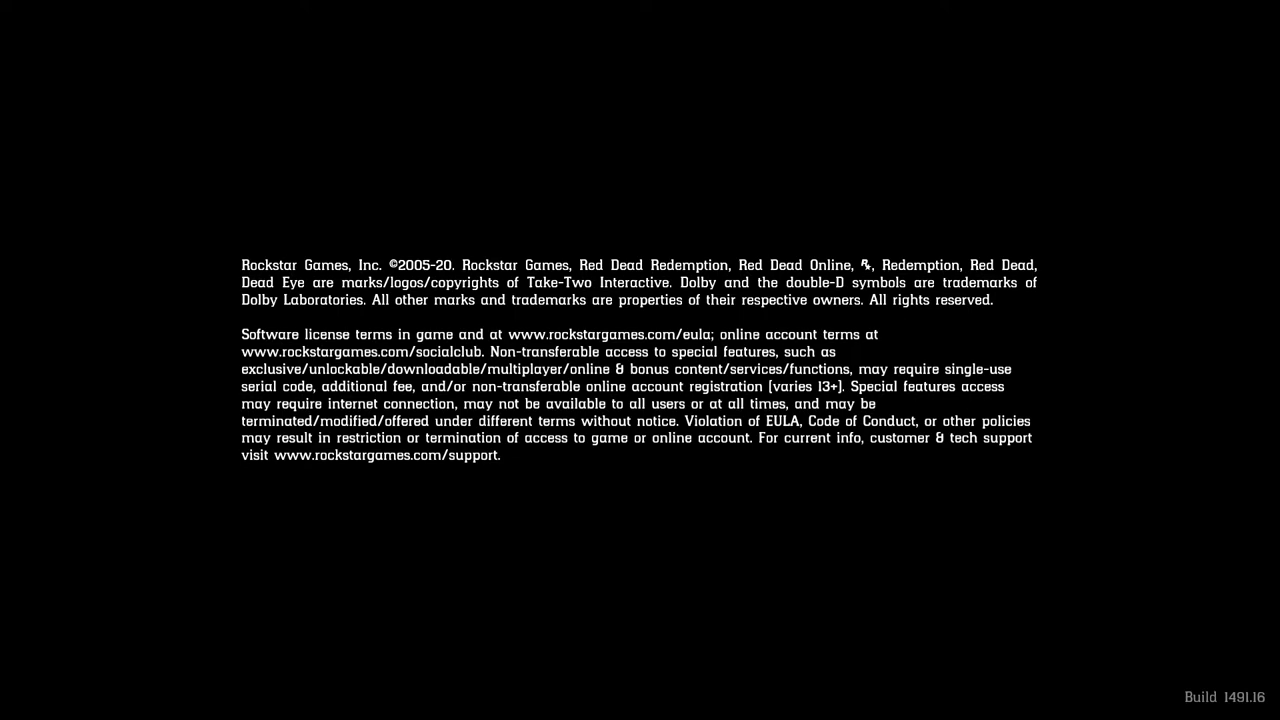 Rockstar Games, Inc. ©2005-20. Rockstar Games, Red Dead Redemption, Red Dead Online, R*, Redemption, Red Dead,
Dead Eye are marks/logos/copyrights of Take-Two Interactive. Dolby and the double-D symbols are trademarks of
Dolby Laboratories. All other marks and trademarks are properties of their respective owners. All rights reserved.
Software license terms in game and at www.rockstargames.com/eula; online account terms at
www.rockstargames.com/socialclub. Non-transferable access to special features, such as
exclusive/unlockable/downloadable/multiplayer/online & bonus content/services/functions, may require single-use
serial code, additional fee, and/or non-transferable online account registration (varies 13+). Special features access
may require internet connection, may not be available to all users or at all times, and may be
terminated/modified/offered under different terms without notice. Violation of EULA, Code of Conduct, or other policies
may result in restriction or termination of access to game or online account. For current info, customer & tech support
visit www.rockstargames.com/support.
Build 1491.16